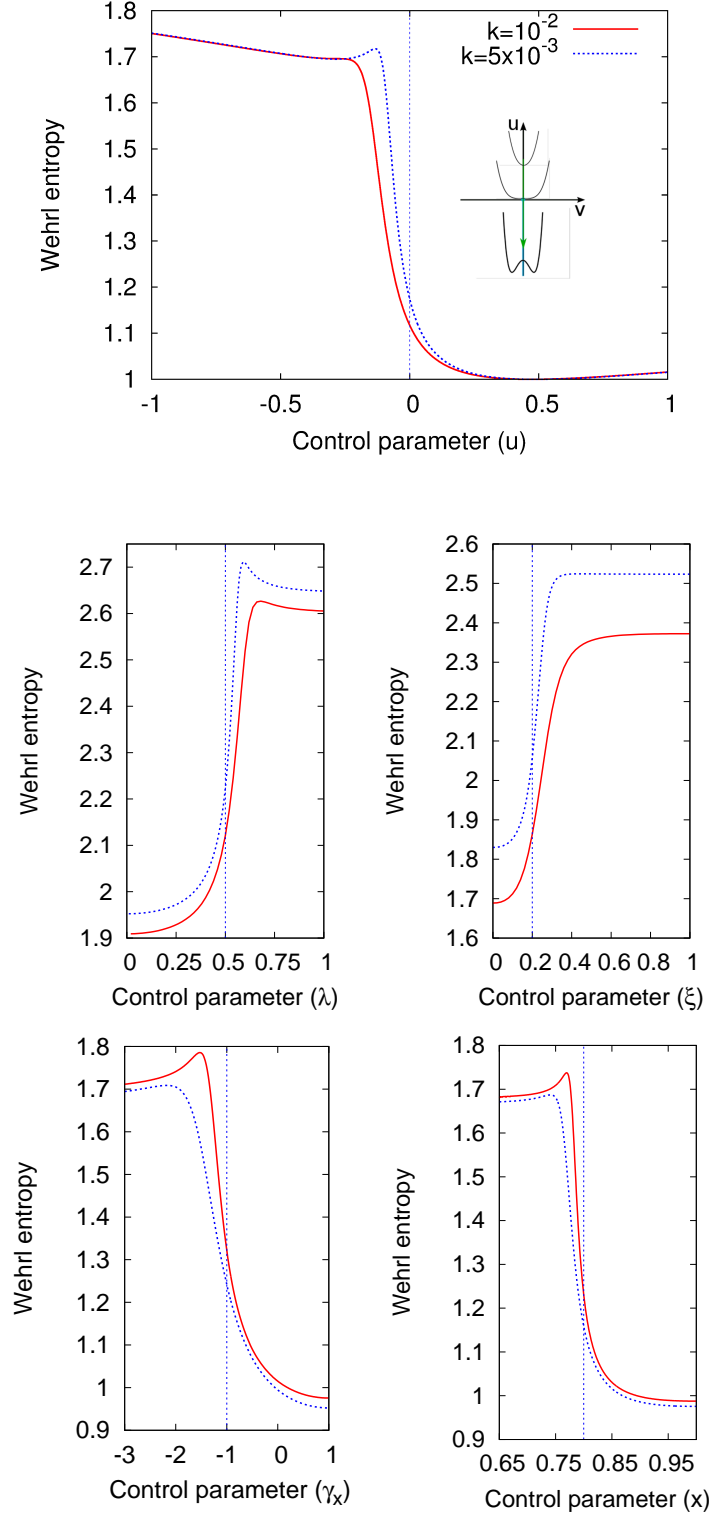 1.8
1.7
1.6
1.5
1.4
1.3
1.2
1.1
1
Wehrl entropy
k=10⁻²
k=5x10⁻³
u
v
-1 -0.5 0 0.5 1
Control parameter (u)
2.7
2.6
2.5
2.4
2.3
2.2
2.1
2
1.9
Wehrl entropy
0 0.25 0.5 0.75 1
Control parameter (λ)
2.6
2.5
2.4
2.3
2.2
2.1
2
1.9
1.8
1.7
1.6
Wehrl entropy
0 0.2 0.4 0.6 0.8 1
Control parameter (ξ)
1.8
1.7
1.6
1.5
1.4
1.3
1.2
1.1
1
0.9
Wehrl entropy
-3 -2 -1 0 1
Control parameter (γₓ)
1.8
1.7
1.6
1.5
1.4
1.3
1.2
1.1
1
0.9
Wehrl entropy
0.65 0.75 0.85 0.95
Control parameter (x)